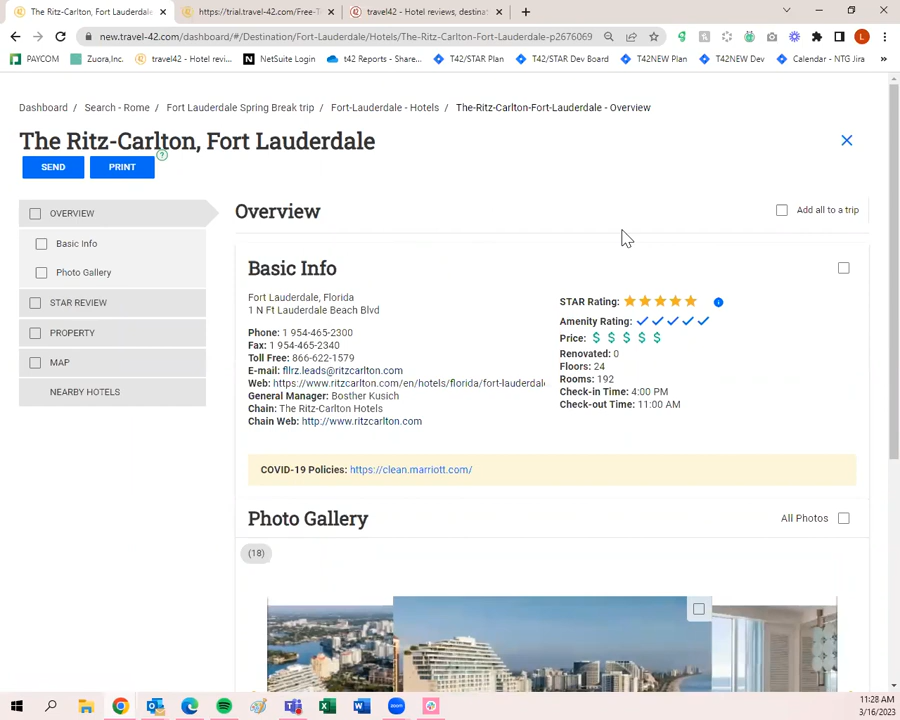 The Ritz-Carlton, Fort Lauderdal
https://trial.travel-42.com/Free-T
travel42 - Hotel reviews, destinat
new.travel-42.com/dashboard/#/Destination/Fort-Lauderdale/Hotels/The-Ritz-Carlton-Fort-Lauderdale-p2676069
L
PAYCOM
Zuora,Inc.
travel42 -- Hotel revi...
NetSuite Login
t42 Reports - Share...
T42/STAR Plan
T42/STAR Dev Board
T42NEW Plan
T42NEW Dev
Calendar - NTG Jira
»
Dashboard / Search - Rome / Fort Lauderdale Spring Break trip / Fort-Lauderdale - Hotels / The-Ritz-Carlton-Fort-Lauderdale - Overview
The Ritz-Carlton, Fort Lauderdale
SEND
PRINT
?
OVERVIEW
Basic Info
Photo Gallery
STAR REVIEW
PROPERTY
MAP
NEARBY HOTELS
Overview
Add all to a trip
Basic Info
Fort Lauderdale, Florida
1 N Ft Lauderdale Beach Blvd
Phone: 1 954-465-2300
Fax: 1 954-465-2340
Toll Free: 866-622-1579
E-mail: fllrz.leads@ritzcarlton.com
Web: https://www.ritzcarlton.com/en/hotels/florida/fort-lauderdale
General Manager: Bosther Kusich
Chain: The Ritz-Carlton Hotels
Chain Web: http://www.ritzcarlton.com
STAR Rating:
Amenity Rating:
Price: $ $ $ $ $
Renovated: 0
Floors: 24
Rooms: 192
Check-in Time: 4:00 PM
Check-out Time: 11:00 AM
COVID-19 Policies: https://clean.marriott.com/
Photo Gallery
All Photos
(18)
zoom
11:28 AM
3/16/2023